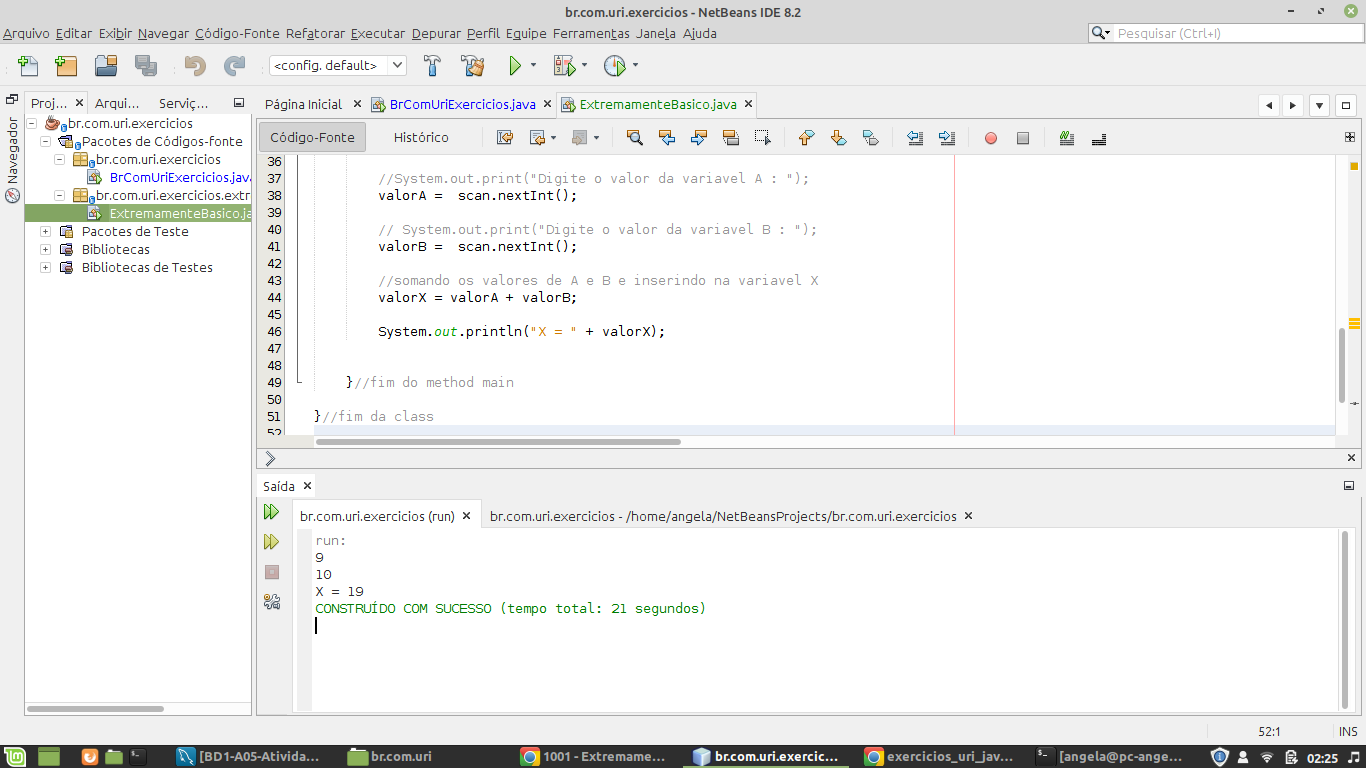 br.com.uri.exercicios - NetBeans IDE 8.2
Arquivo Editar Exibir Navegar Código-Fonte Refatorar Executar Depurar Perfil Equipe Ferramentas Janela Ajuda
Pesquisar (Ctrl+I)
<config. default>
Proj... Arqui... Serviç...
Navegador
br.com.uri.exercicios
Pacotes de Códigos-fonte
br.com.uri.exercicios
BrComUriExercicios.java
br.com.uri.exercicios.extr
ExtremamenteBasico.ja
Pacotes de Teste
Bibliotecas
Bibliotecas de Testes
Página Inicial BrComUriExercicios.java ExtremamenteBasico.java
Código-Fonte Histórico
36
37 //System.out.print("Digite o valor da variavel A : ");
38 valorA =  scan.nextInt();
39
40 // System.out.print("Digite o valor da variavel B : ");
41 valorB =  scan.nextInt();
42
43 //somando os valores de A e B e inserindo na variavel X
44 valorX = valorA + valorB;
45
46 System.out.println("X = " + valorX);
47
48
49 }//fim do method main
50
51 }//fim da class
52
Saída
br.com.uri.exercicios (run) br.com.uri.exercicios - /home/angela/NetBeansProjects/br.com.uri.exercicios
run:
9
10
X = 19
CONSTRUÍDO COM SUCESSO (tempo total: 21 segundos)
52:1 INS
[BD1-A05-Ativida... br.com.uri 1001 - Extremame... br.com.uri.exercic... exercicios_uri_jav... [angela@pc-ange... 02:25